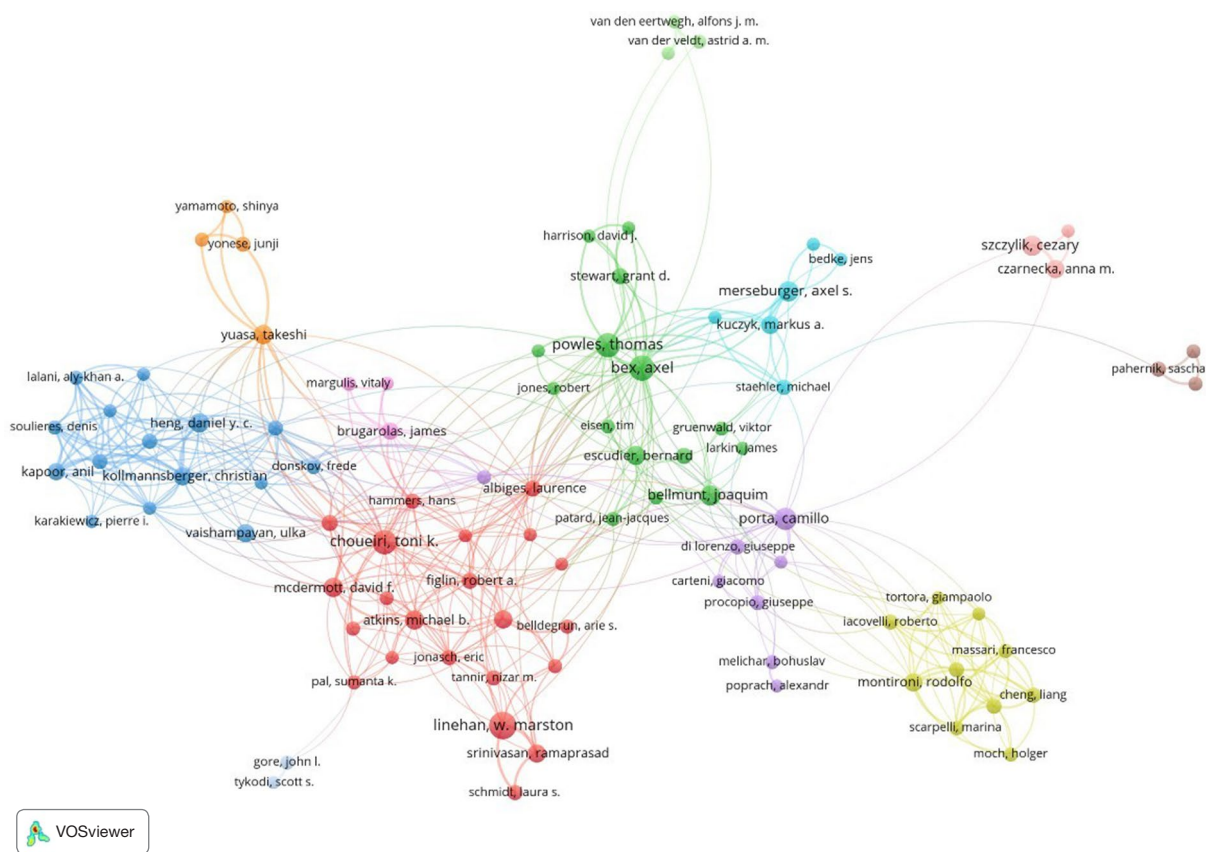 van den eertwegh, alfons j. m.
van der veldt, astrid a. m.
yamamoto, shinya
yonese, junji
harrison, david j.
stewart, grant d.
bedke, jens
szczylik, cezary
czarnecka, anna m.
merseburger, axel s.
kuczyk, markus a.
yuasa, takeshi
powles, thomas
bex, axel
pahernik, sascha
lalani, aly-khan a.
margulis, vitaly
jones, robert
staehler, michael
soulieres, denis
heng, daniel y. c.
brugarolas, james
eisen, tim
gruenwald, viktor
larkin, james
kapoor, anil
kollmannsberger, christian
donskov, frede
escudier, bernard
albiges, laurence
bellmunt, joaquim
hammers, hans
karakiewicz, pierre i.
vaishampayan, ulka
patard, jean-jacques
porta, camillo
choueiri, toni k.
di lorenzo, giuseppe
mcdermott, david f.
figlin, robert a.
carteni, giacomo
procopio, giuseppe
tortora, giampaolo
iacovelli, roberto
atkins, michael b.
belldegrun, arie s.
massari, francesco
jonasch, eric
melichar, bohuslav
pal, sumanta k.
tannir, nizar m.
poprach, alexandr
montironi, rodolfo
cheng, liang
linehan, w. marston
scarpelli, marina
srinivasan, ramaprasad
moch, holger
gore, john l.
tykodi, scott s.
schmidt, laura s.
VOSviewer